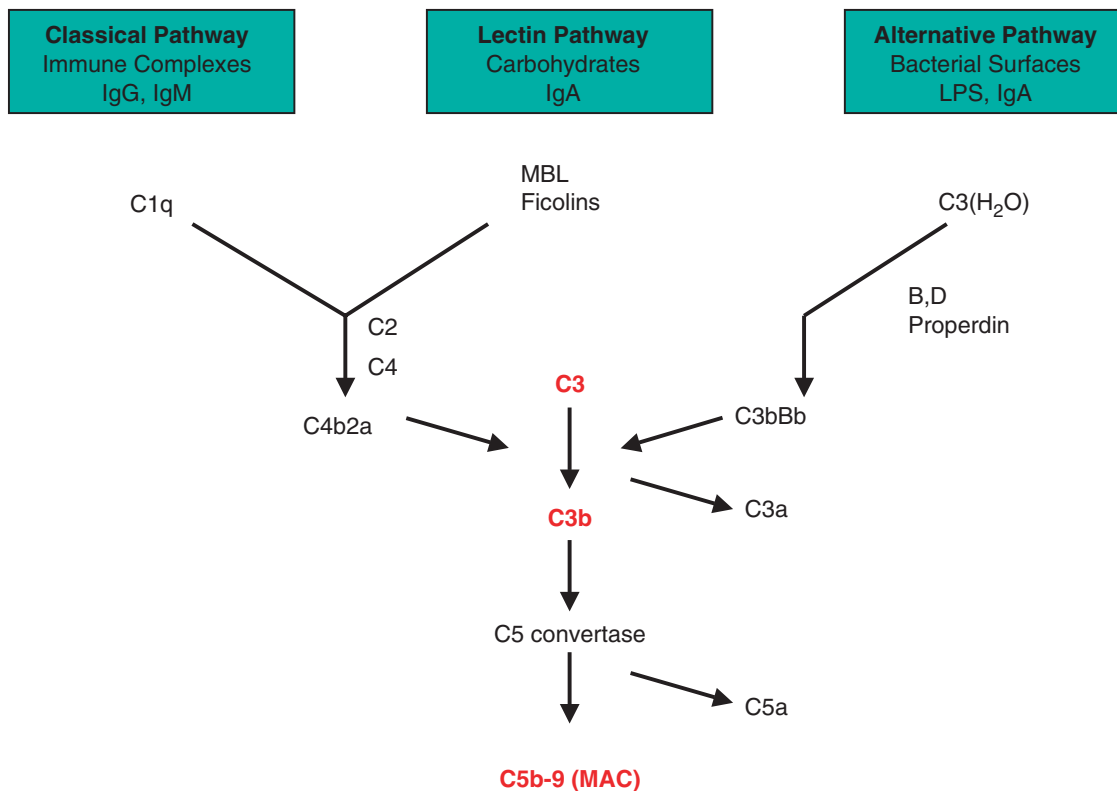 Classical Pathway
Immune Complexes
IgG, IgM
Lectin Pathway
Carbohydrates
IgA
Alternative Pathway
Bacterial Surfaces
LPS, IgA
C1q
MBL
Ficolins
C3(H₂O)
B,D
Properdin
C2
C4
C4b2a
C3
C3bBb
C3a
C3b
C5 convertase
C5a
C5b-9 (MAC)